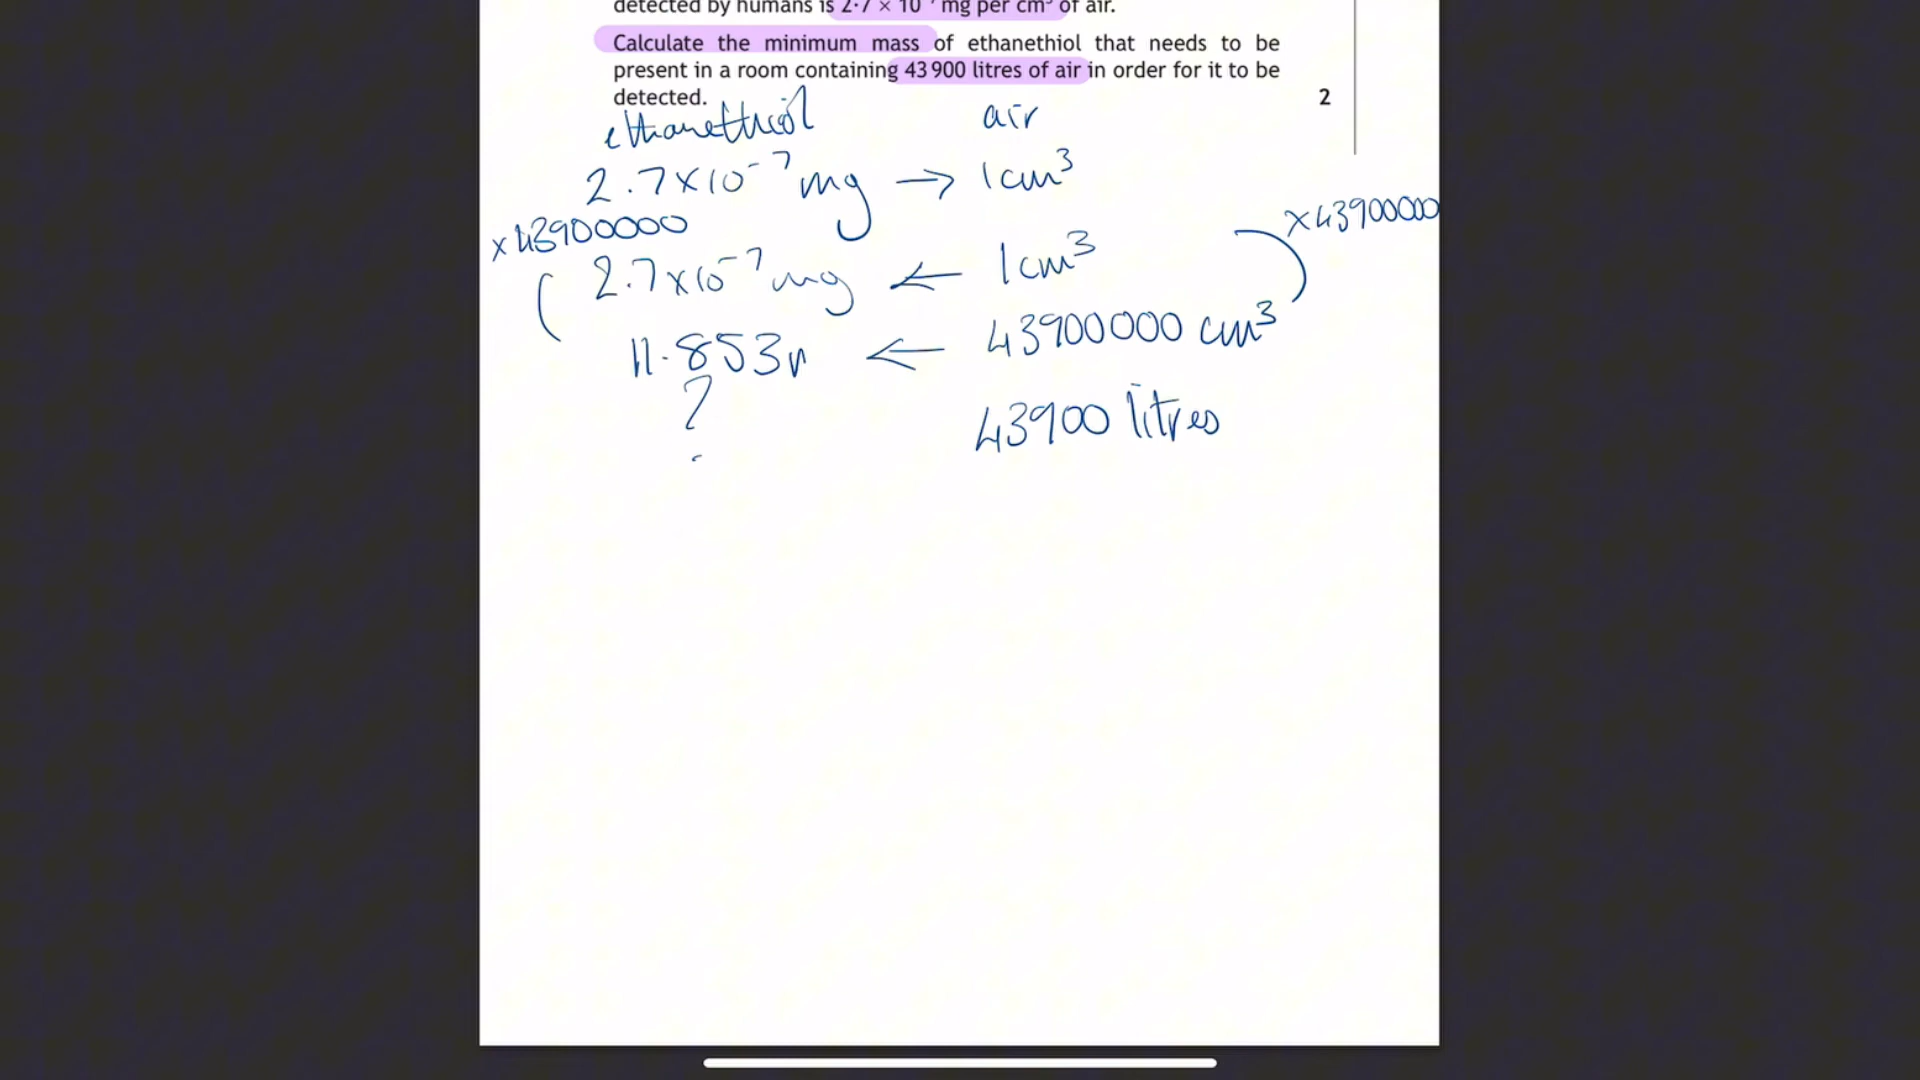 detected by humans is 2·7 × 10⁻⁷ mg per cm³ of air.
Calculate the minimum mass of ethanethiol that needs to be
present in a room containing 43 900 litres of air in order for it to be
detected.
2
ethanethiol air
2.7×10⁻⁷ mg → 1cm³
×43900000 ×43900000
2.7×10⁻⁷ mg ← 1cm³
11.853m ← 43900000 cm³
? 43900 litres